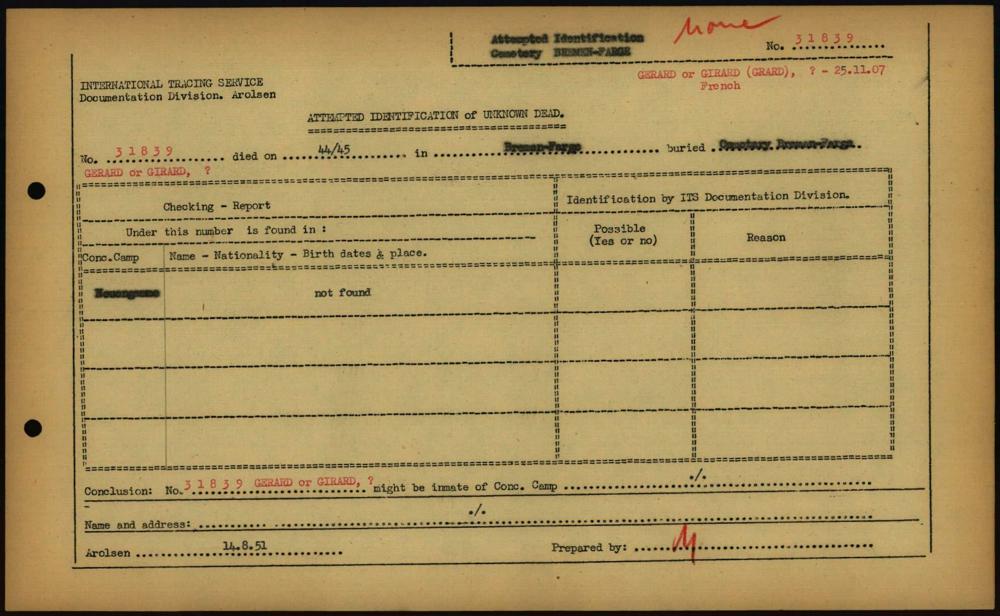 Attempted Identification
Cemetery BREMEN-FARGE
None
No. 31839
GERARD or GIRARD (GRARD), ? - 25.11.07
French
INTERNATIONAL TRACING SERVICE
Documentation Division. Arolsen
ATTEMPTED IDENTIFICATION of UNKNOWN DEAD.
No. 31839 died on 44/45 in Bremen-Farge buried Cemetery Bremen-Farge.
GERARD or GIRARD, ?
Checking - Report
Identification by ITS Documentation Division.
Under this number is found in :
Possible
(Yes or no)
Reason
Conc.Camp
Name - Nationality - Birth dates & place.
Neuengamme
not found
Conclusion: No. 31839 GERARD or GIRARD, ? might be inmate of Conc. Camp ./.
Name and address: ./.
Arolsen 14.8.51
Prepared by: